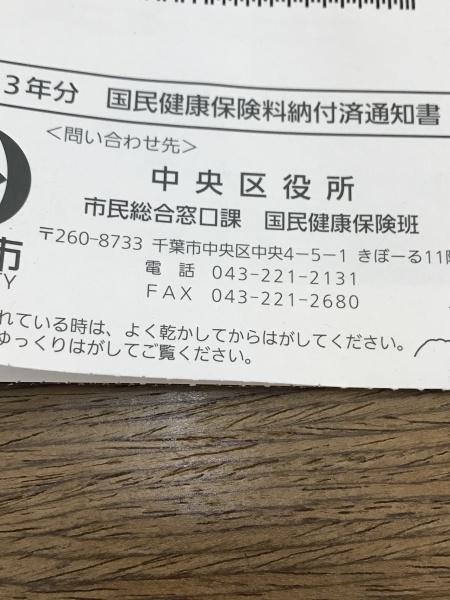 3年分 国民健康保険料納付済通知書
<問い合わせ先>
中央区役所
市民総合窓口課 国民健康保険班
〒260-8733 千葉市中央区中央4-5-1 きぼーる11階
市
電話 043-221-2131
TY
FAX 043-221-2680
れている時は、よく乾かしてからはがしてください。
ゆっくりはがしてご覧ください。